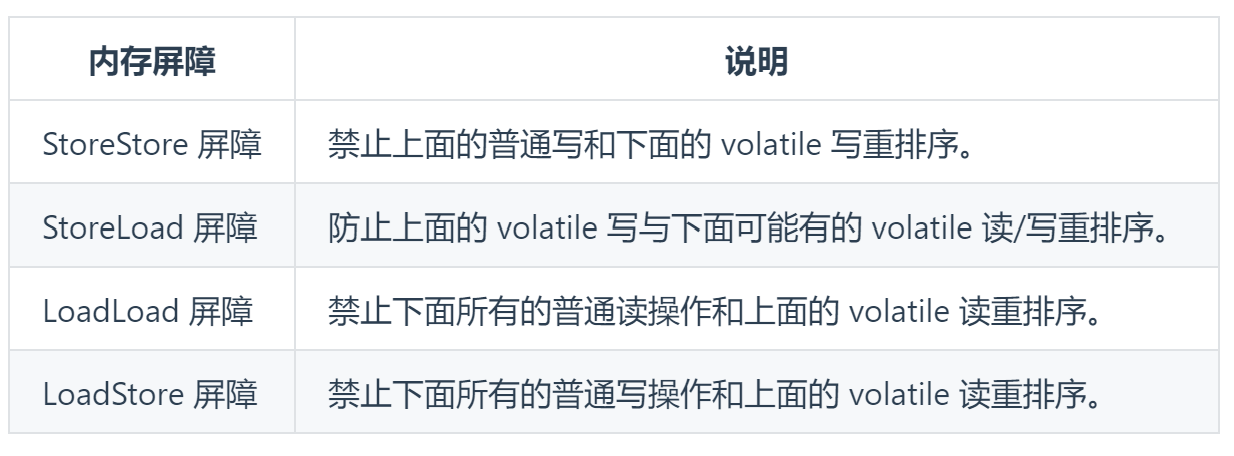 内存屏障 说明
StoreStore 屏障 禁止上面的普通写和下面的 volatile 写重排序。
StoreLoad 屏障 防止上面的 volatile 写与下面可能有的 volatile 读/写重排序。
LoadLoad 屏障 禁止下面所有的普通读操作和上面的 volatile 读重排序。
LoadStore 屏障 禁止下面所有的普通写操作和上面的 volatile 读重排序。